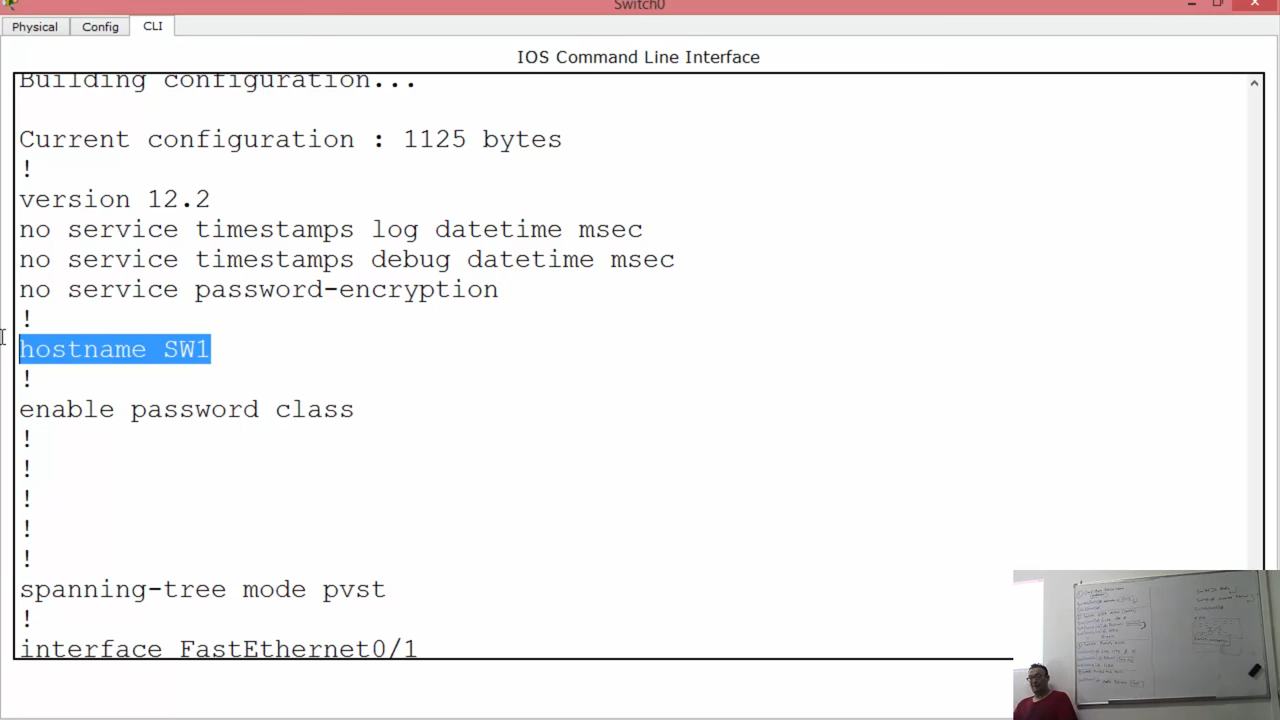 Switch0
Physical Config CLI
IOS Command Line Interface
Building configuration...
Current configuration : 1125 bytes
!
version 12.2
no service timestamps log datetime msec
no service timestamps debug datetime msec
no service password-encryption
!
hostname SW1
!
enable password class
!
!
!
!
!
spanning-tree mode pvst
!
interface FastEthernet0/1